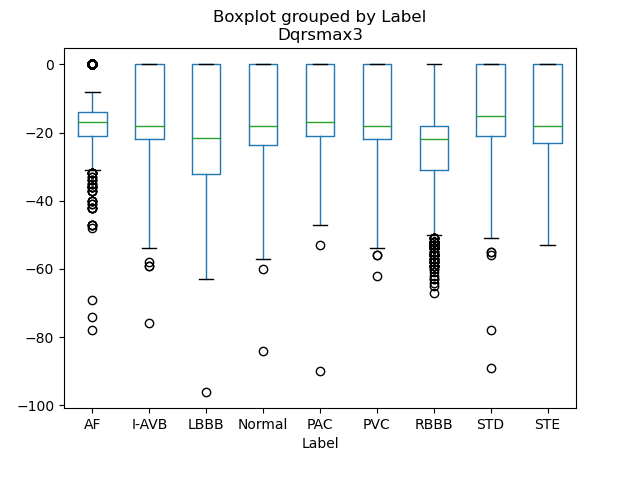 Boxplot grouped by Label
Dqrsmax3
0
−20
−40
−60
−80
−100
AF I-AVB LBBB Normal PAC PVC RBBB STD STE
Label